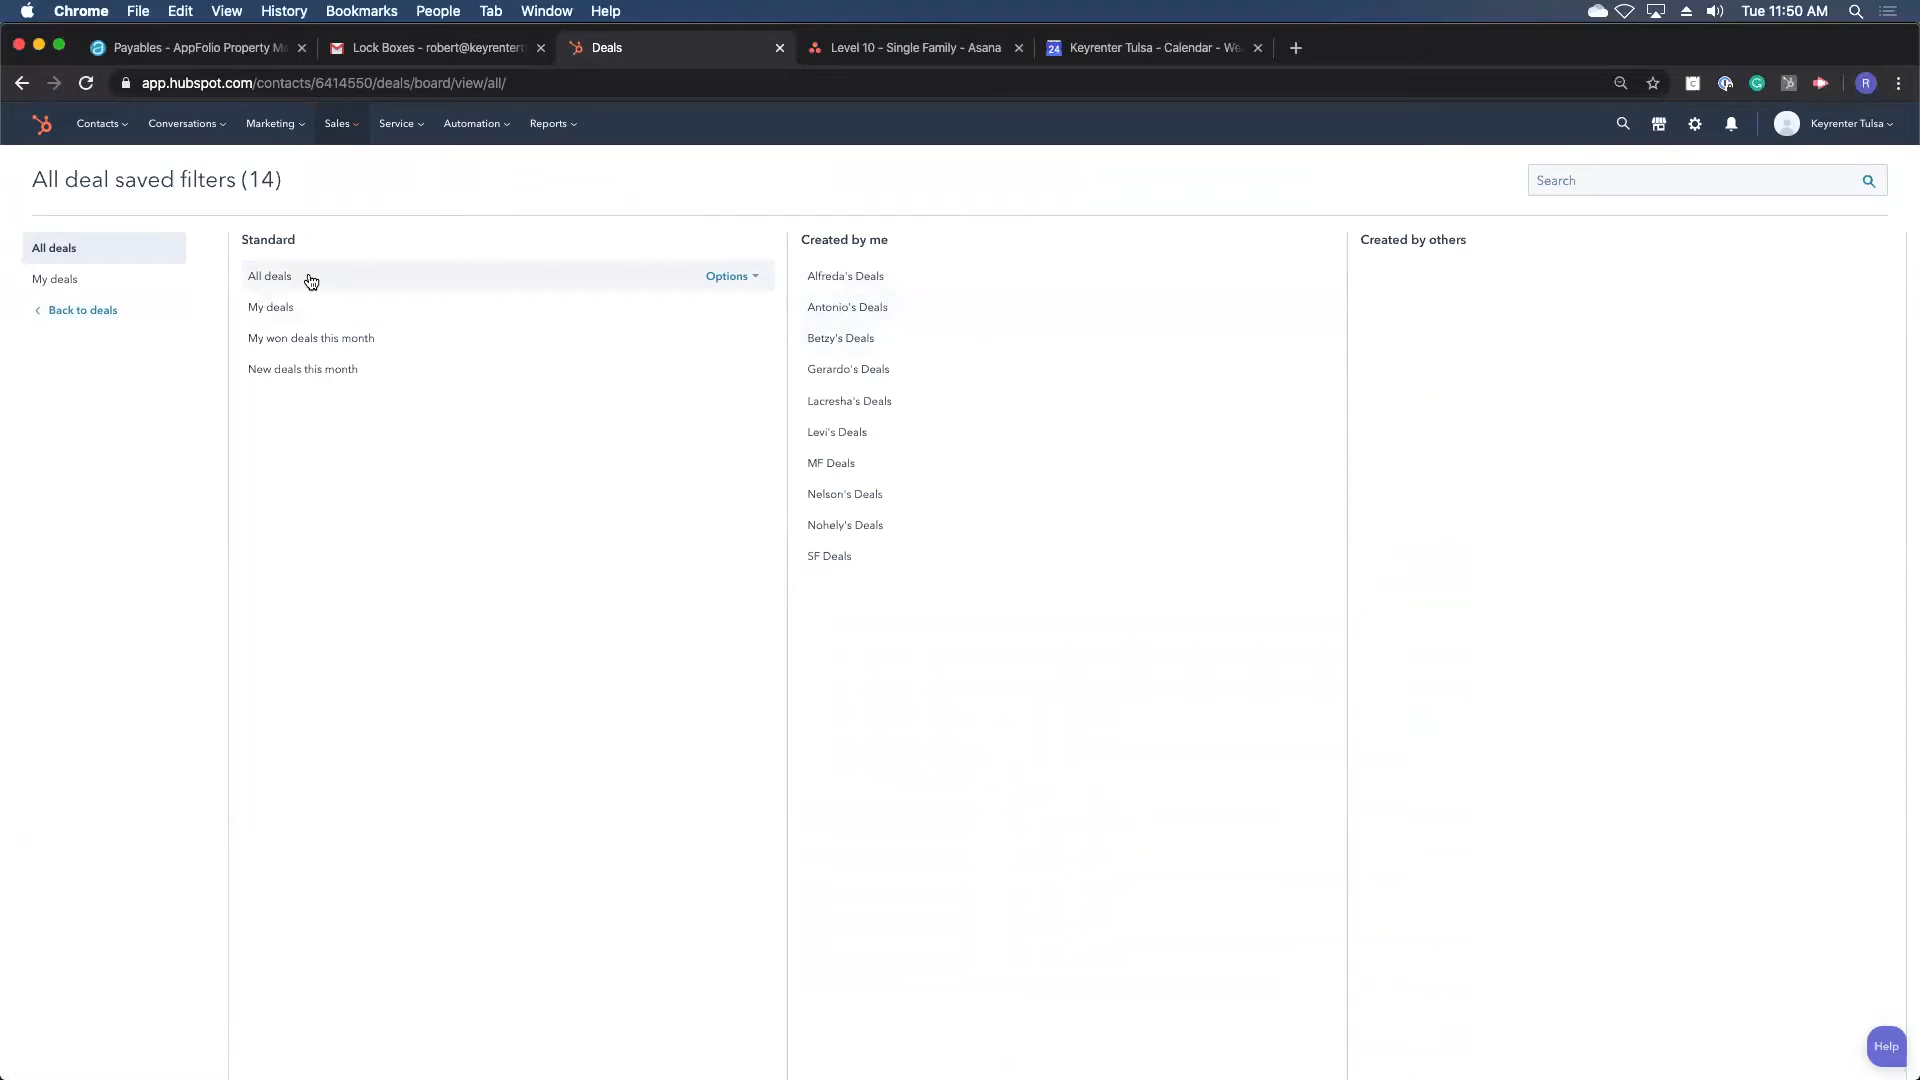 Chrome File Edit View History Bookmarks People Tab Window Help Tue 11:50 AM
Payables - AppFolio Property Ma Lock Boxes - robert@keyrentert Deals Level 10 - Single Family - Asana 24 Keyrenter Tulsa - Calendar - We
app.hubspot.com/contacts/6414550/deals/board/view/all/ R
Contacts Conversations Marketing Sales Service Automation Reports Keyrenter Tulsa
All deal saved filters (14)
Search
All deals
My deals
Back to deals
Standard
All deals Options
My deals
My won deals this month
New deals this month
Created by me
Alfreda's Deals
Antonio's Deals
Betzy's Deals
Gerardo's Deals
Lacresha's Deals
Levi's Deals
MF Deals
Nelson's Deals
Nohely's Deals
SF Deals
Created by others
Help